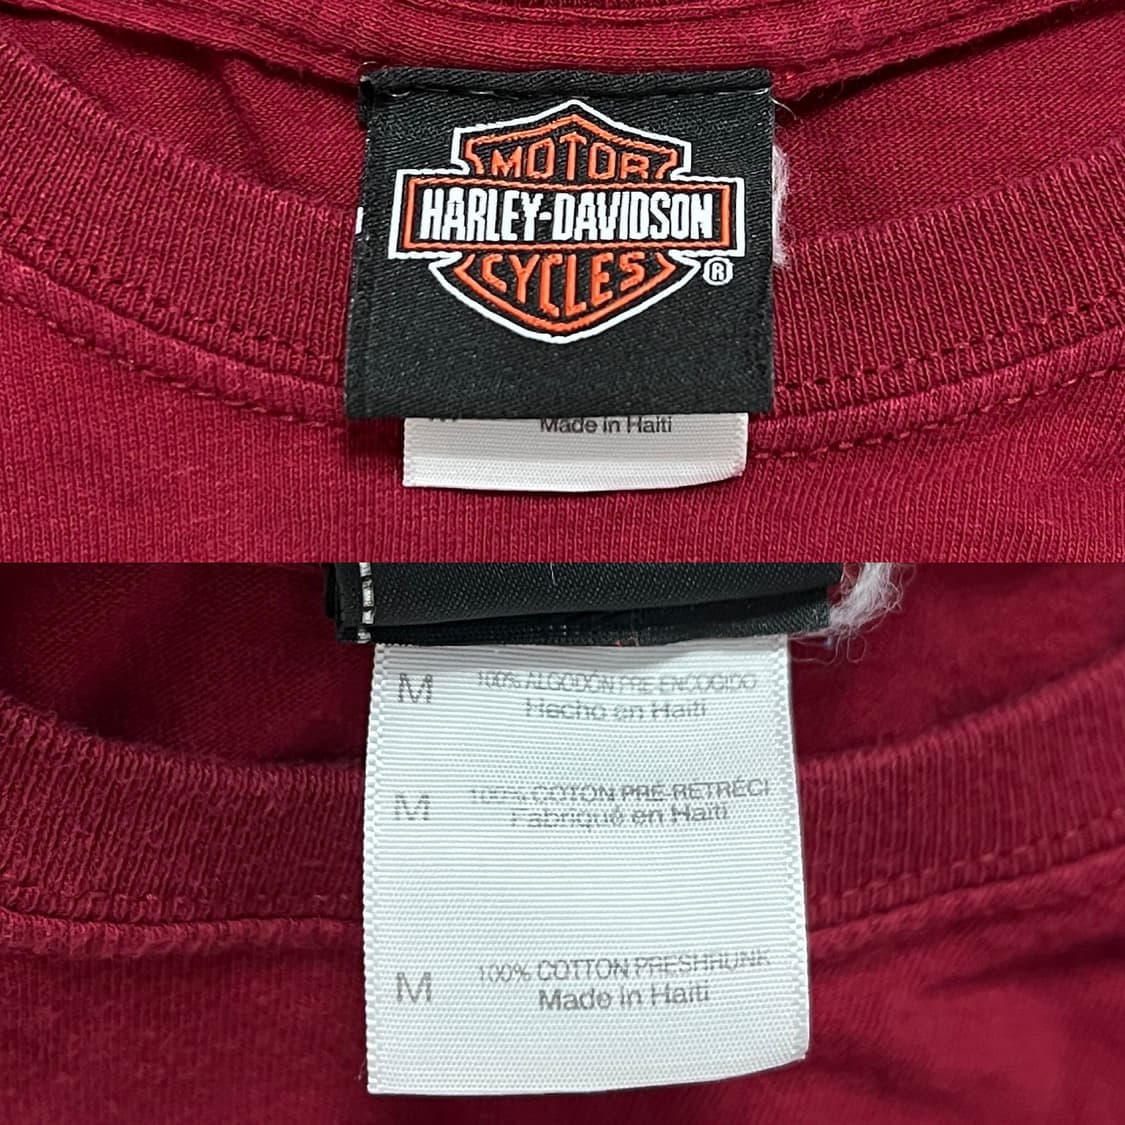 MOTOR
HARLEY-DAVIDSON
CYCLES
®
Made in Haiti
M 100% ALGODÓN PRE ENCOGIDO
Hecho en Haiti
M 100% COTON PRÉ-RÉTRÉCI
Fabriqué en Haiti
M 100% COTTON PRESHRUNK
Made in Haiti